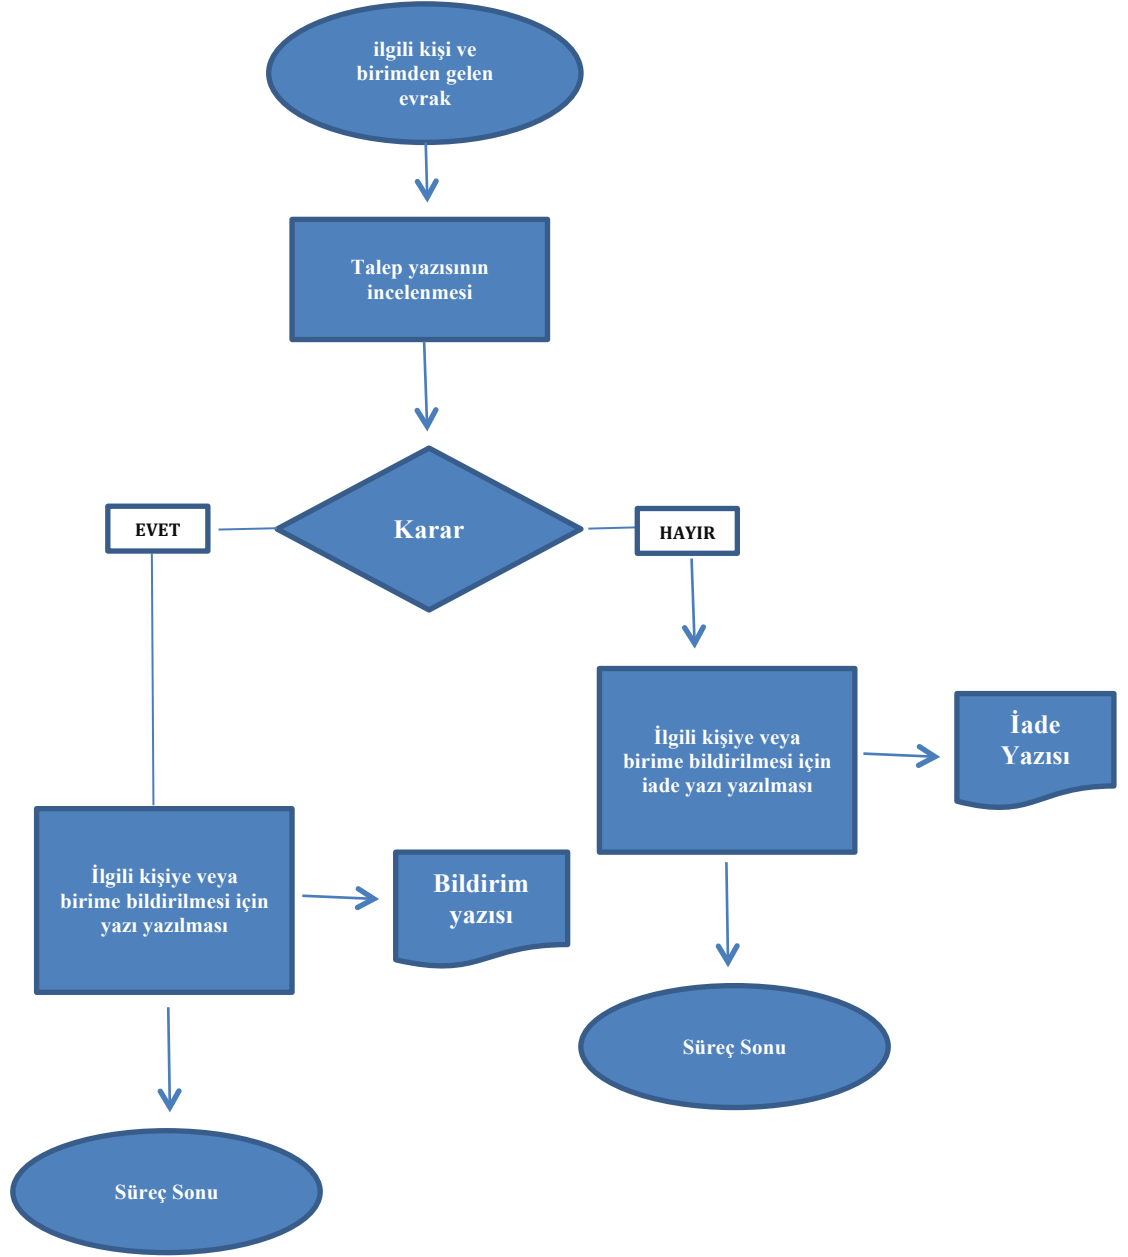 ilgili kişi ve
birimden gelen
evrak
Talep yazısının
incelenmesi
Karar
EVET
HAYIR
İlgili kişiye veya
birime bildirilmesi için
iade yazı yazılması
İade
Yazısı
İlgili kişiye veya
birime bildirilmesi için
yazı yazılması
Bildirim
yazısı
Süreç Sonu
Süreç Sonu